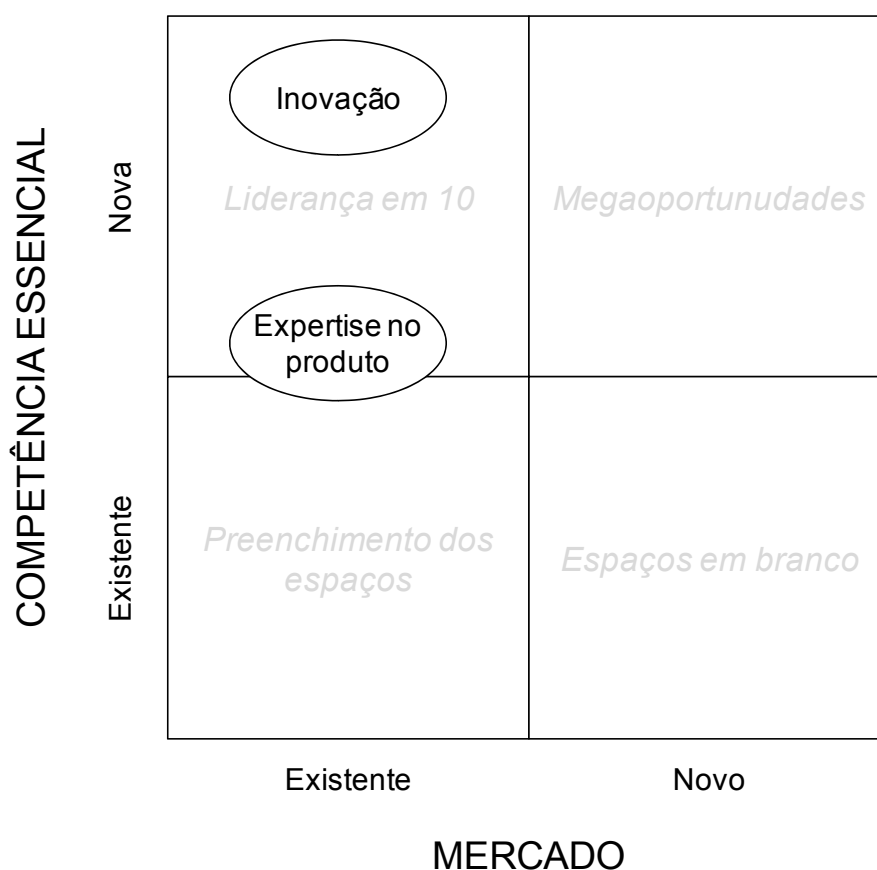 COMPETÊNCIA ESSENCIAL
Nova
Existente
Inovação
Liderança em 10
Megaoportunudades
Expertise no
produto
Preenchimento dos
espaços
Espaços em branco
Existente
Novo
MERCADO